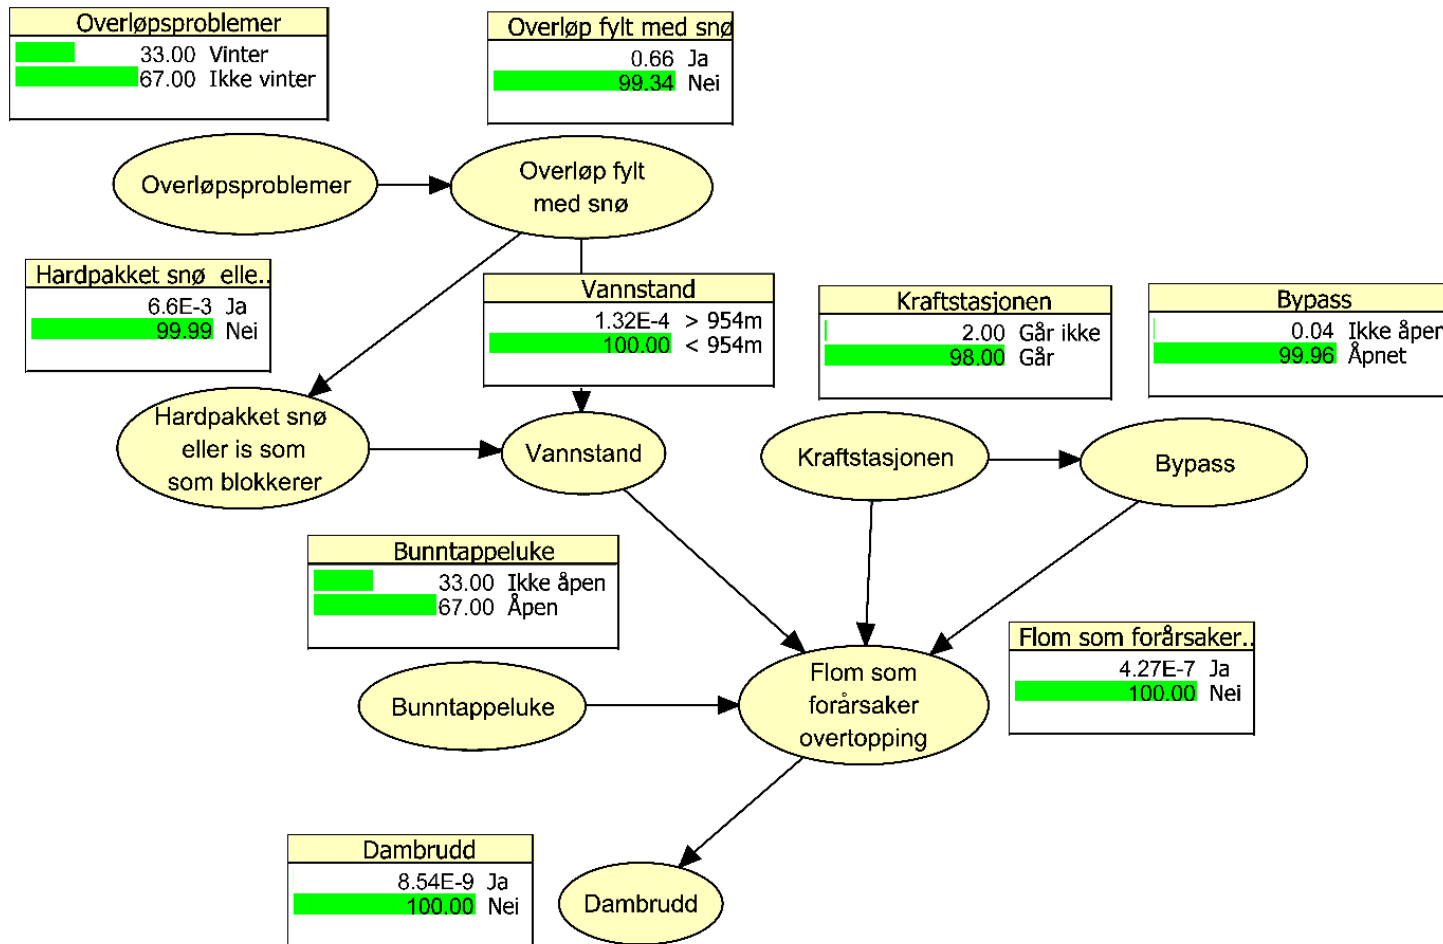 Overløpsproblemer
33.00 Vinter
67.00 Ikke vinter
Overløp fylt med snø
0.66 Ja
99.34 Nei
Overløpsproblemer
Overløp fylt
med snø
Hardpakket snø elle..
6.6E-3 Ja
99.99 Nei
Vannstand
1.32E-4 > 954m
100.00 < 954m
Kraftstasjonen
2.00 Går ikke
98.00 Går
Bypass
0.04 Ikke åpen
99.96 Åpnet
Hardpakket snø
eller is som
som blokkerer
Vannstand
Kraftstasjonen
Bypass
Bunntappeluke
33.00 Ikke åpen
67.00 Åpen
Bunntappeluke
Flom som
forårsaker
overtopping
Flom som forårsaker..
4.27E-7 Ja
100.00 Nei
Dambrudd
8.54E-9 Ja
100.00 Nei
Dambrudd